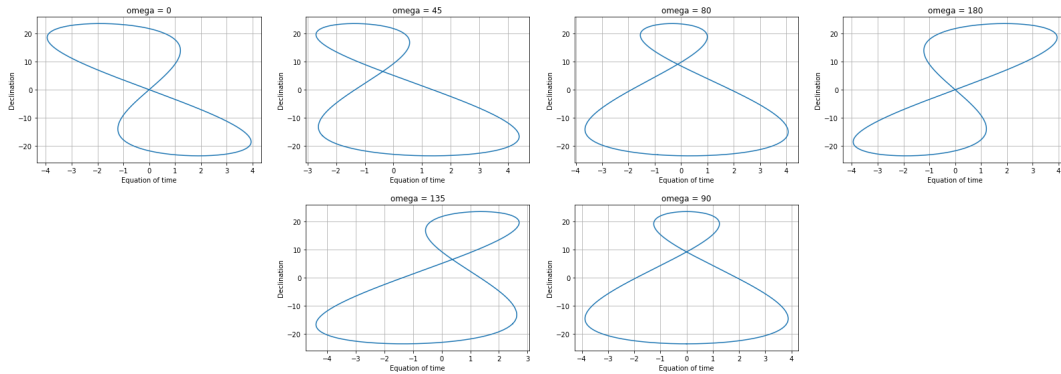 omega = 0
Declination
20
10
0
−10
−20
−4 −3 −2 −1 0 1 2 3 4
Equation of time
omega = 45
Declination
20
10
0
−10
−20
−3 −2 −1 0 1 2 3 4
Equation of time
omega = 80
Declination
20
10
0
−10
−20
−4 −3 −2 −1 0 1 2 3 4
Equation of time
omega = 180
Declination
20
10
0
−10
−20
−4 −3 −2 −1 0 1 2 3 4
Equation of time
omega = 135
Declination
20
10
0
−10
−20
−4 −3 −2 −1 0 1 2 3
Equation of time
omega = 90
Declination
20
10
0
−10
−20
−4 −3 −2 −1 0 1 2 3 4
Equation of time